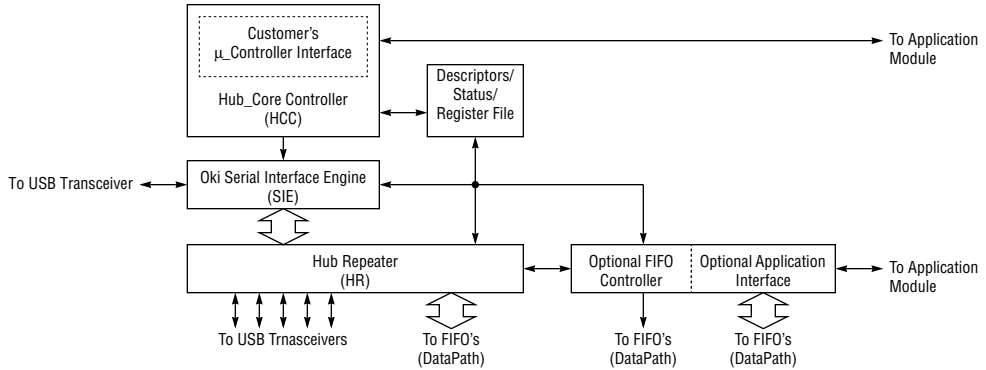 Customer's
μ_Controller Interface
Hub_Core Controller
(HCC)
To Application
Module
Descriptors/
Status/
Register File
To USB Transceiver
Oki Serial Interface Engine
(SIE)
Hub Repeater
(HR)
Optional FIFO
Controller
Optional Application
Interface
To Application
Module
To USB Trnasceivers
To FIFO's
(DataPath)
To FIFO's
(DataPath)
To FIFO's
(DataPath)